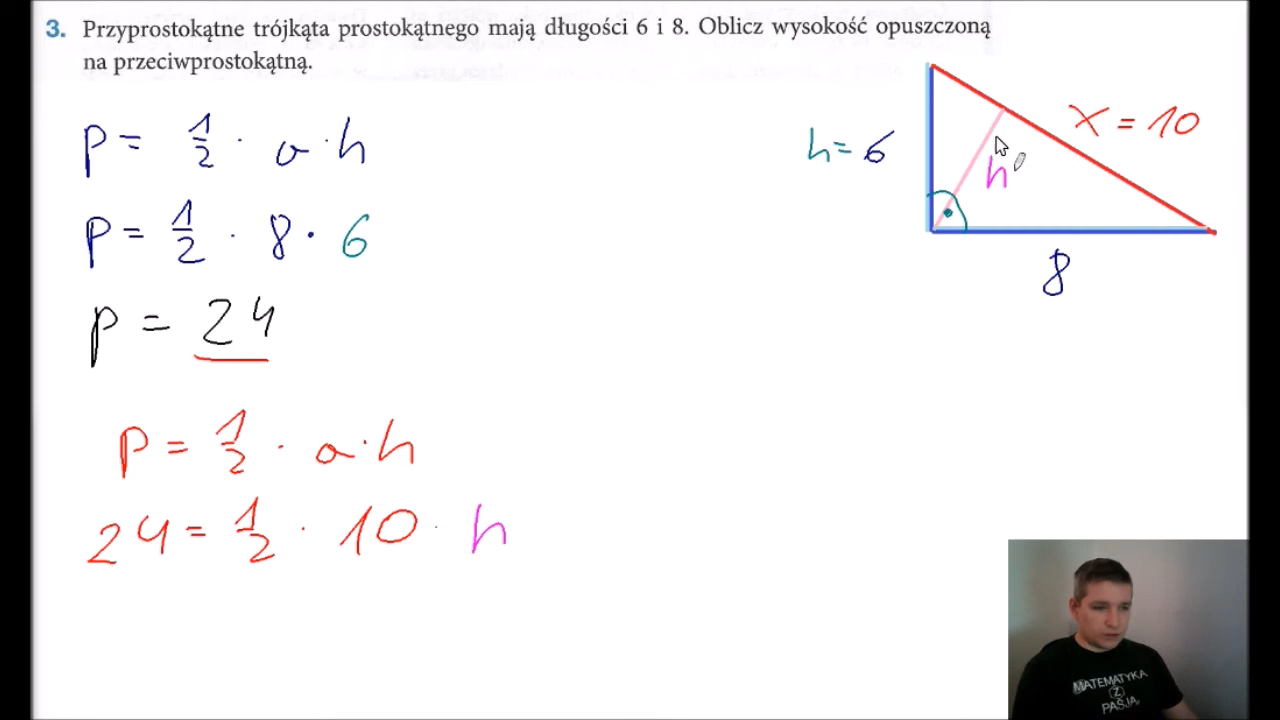 3. Przyprostokątne trójkąta prostokątnego mają długości 6 i 8. Oblicz wysokość opuszczoną
na przeciwprostokątną.
P = 1/2 · a · h
P = 1/2 · 8 · 6
P = 24
P = 1/2 · a · h
24 = 1/2 · 10 · h
h = 6
x = 10
h
8
MATEMATYKA
Z
PASJĄ